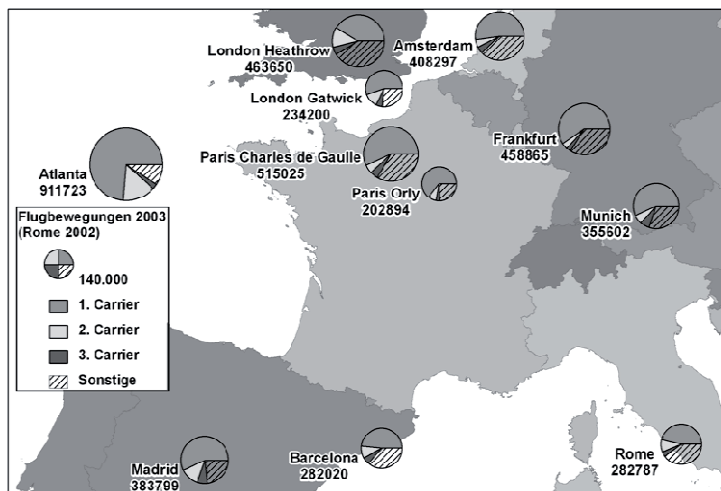 London Heathrow
463650
Amsterdam
408297
London Gatwick
234200
Frankfurt
458865
Paris Charles de Gaulle
515025
Paris Orly
202894
Atlanta
911723
Munich
355602
Flugbewegungen 2003
(Rome 2002)
140.000
1. Carrier
2. Carrier
3. Carrier
Sonstige
Madrid
383799
Barcelona
282020
Rome
282787